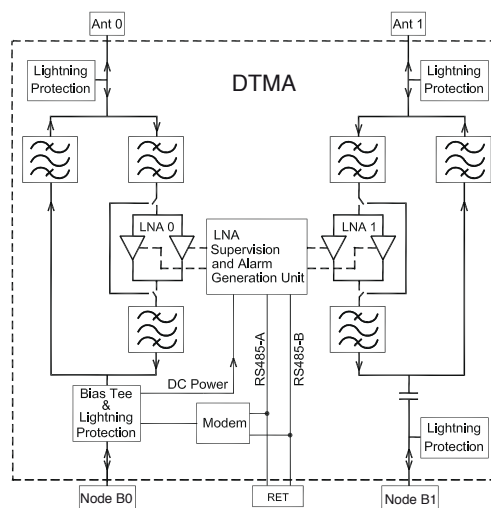 Ant 0
Ant 1
Lightning
Protection
DTMA
Lightning
Protection
LNA 0
LNA
Supervision
and Alarm
Generation Unit
LNA 1
DC Power
RS485-A
RS485-B
Bias Tee
&
Lightning
Protection
Modem
Lightning
Protection
Node B0
RET
Node B1